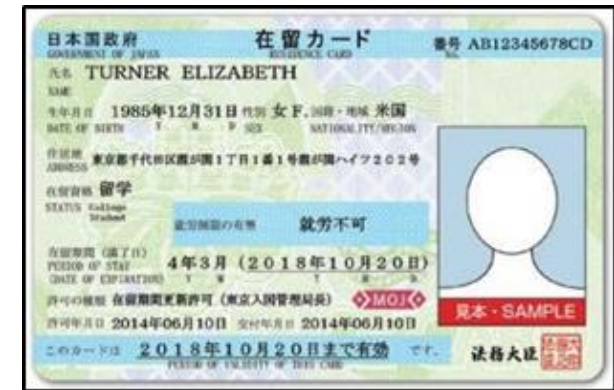 日本国政府 在留カード 番号 AB12345678CD
GOVERNMENT OF JAPAN RESIDENCE CARD NO.
氏名 TURNER ELIZABETH
NAME
生年月日 1985年12月31日 性別 女 F. 国籍・地域 米国
DATE OF BIRTH Y M D SEX NATIONALITY/REGION
住居地 東京都千代田区霞が関1丁目1番1号霞が関ハイツ202号
ADDRESS
在留資格 留学
STATUS College
Student
就労制限の有無 就労不可
在留期間(満了日) 4年3月(2018年10月20日)
PERIOD OF STAY
(DATE OF EXPIRATION) Y M Y M D
許可の種類 在留期間更新許可(東京入国管理局長) MOJ
見本・SAMPLE
許可年月日 2014年06月10日 交付年月日 2014年06月10日
このカードは 2018年10月20日まで有効 です。
PERIOD OF VALIDITY OF THIS CARD
法務大臣